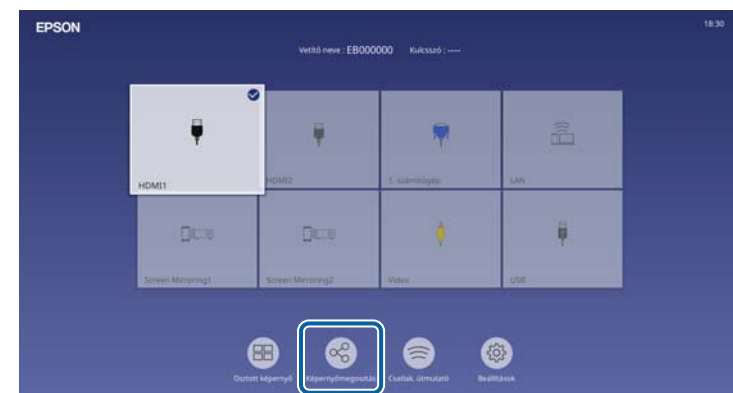 EPSON
18:30
Vetítő neve : EB000000 Kulcsszó : ----
HDMI1
HDMI2
1. számítógép
LAN
Screen Mirroring1
Screen Mirroring2
Video
USB
Osztott képernyő
Képernyőmegosztás
Csatlak. útmutató
Beállítások